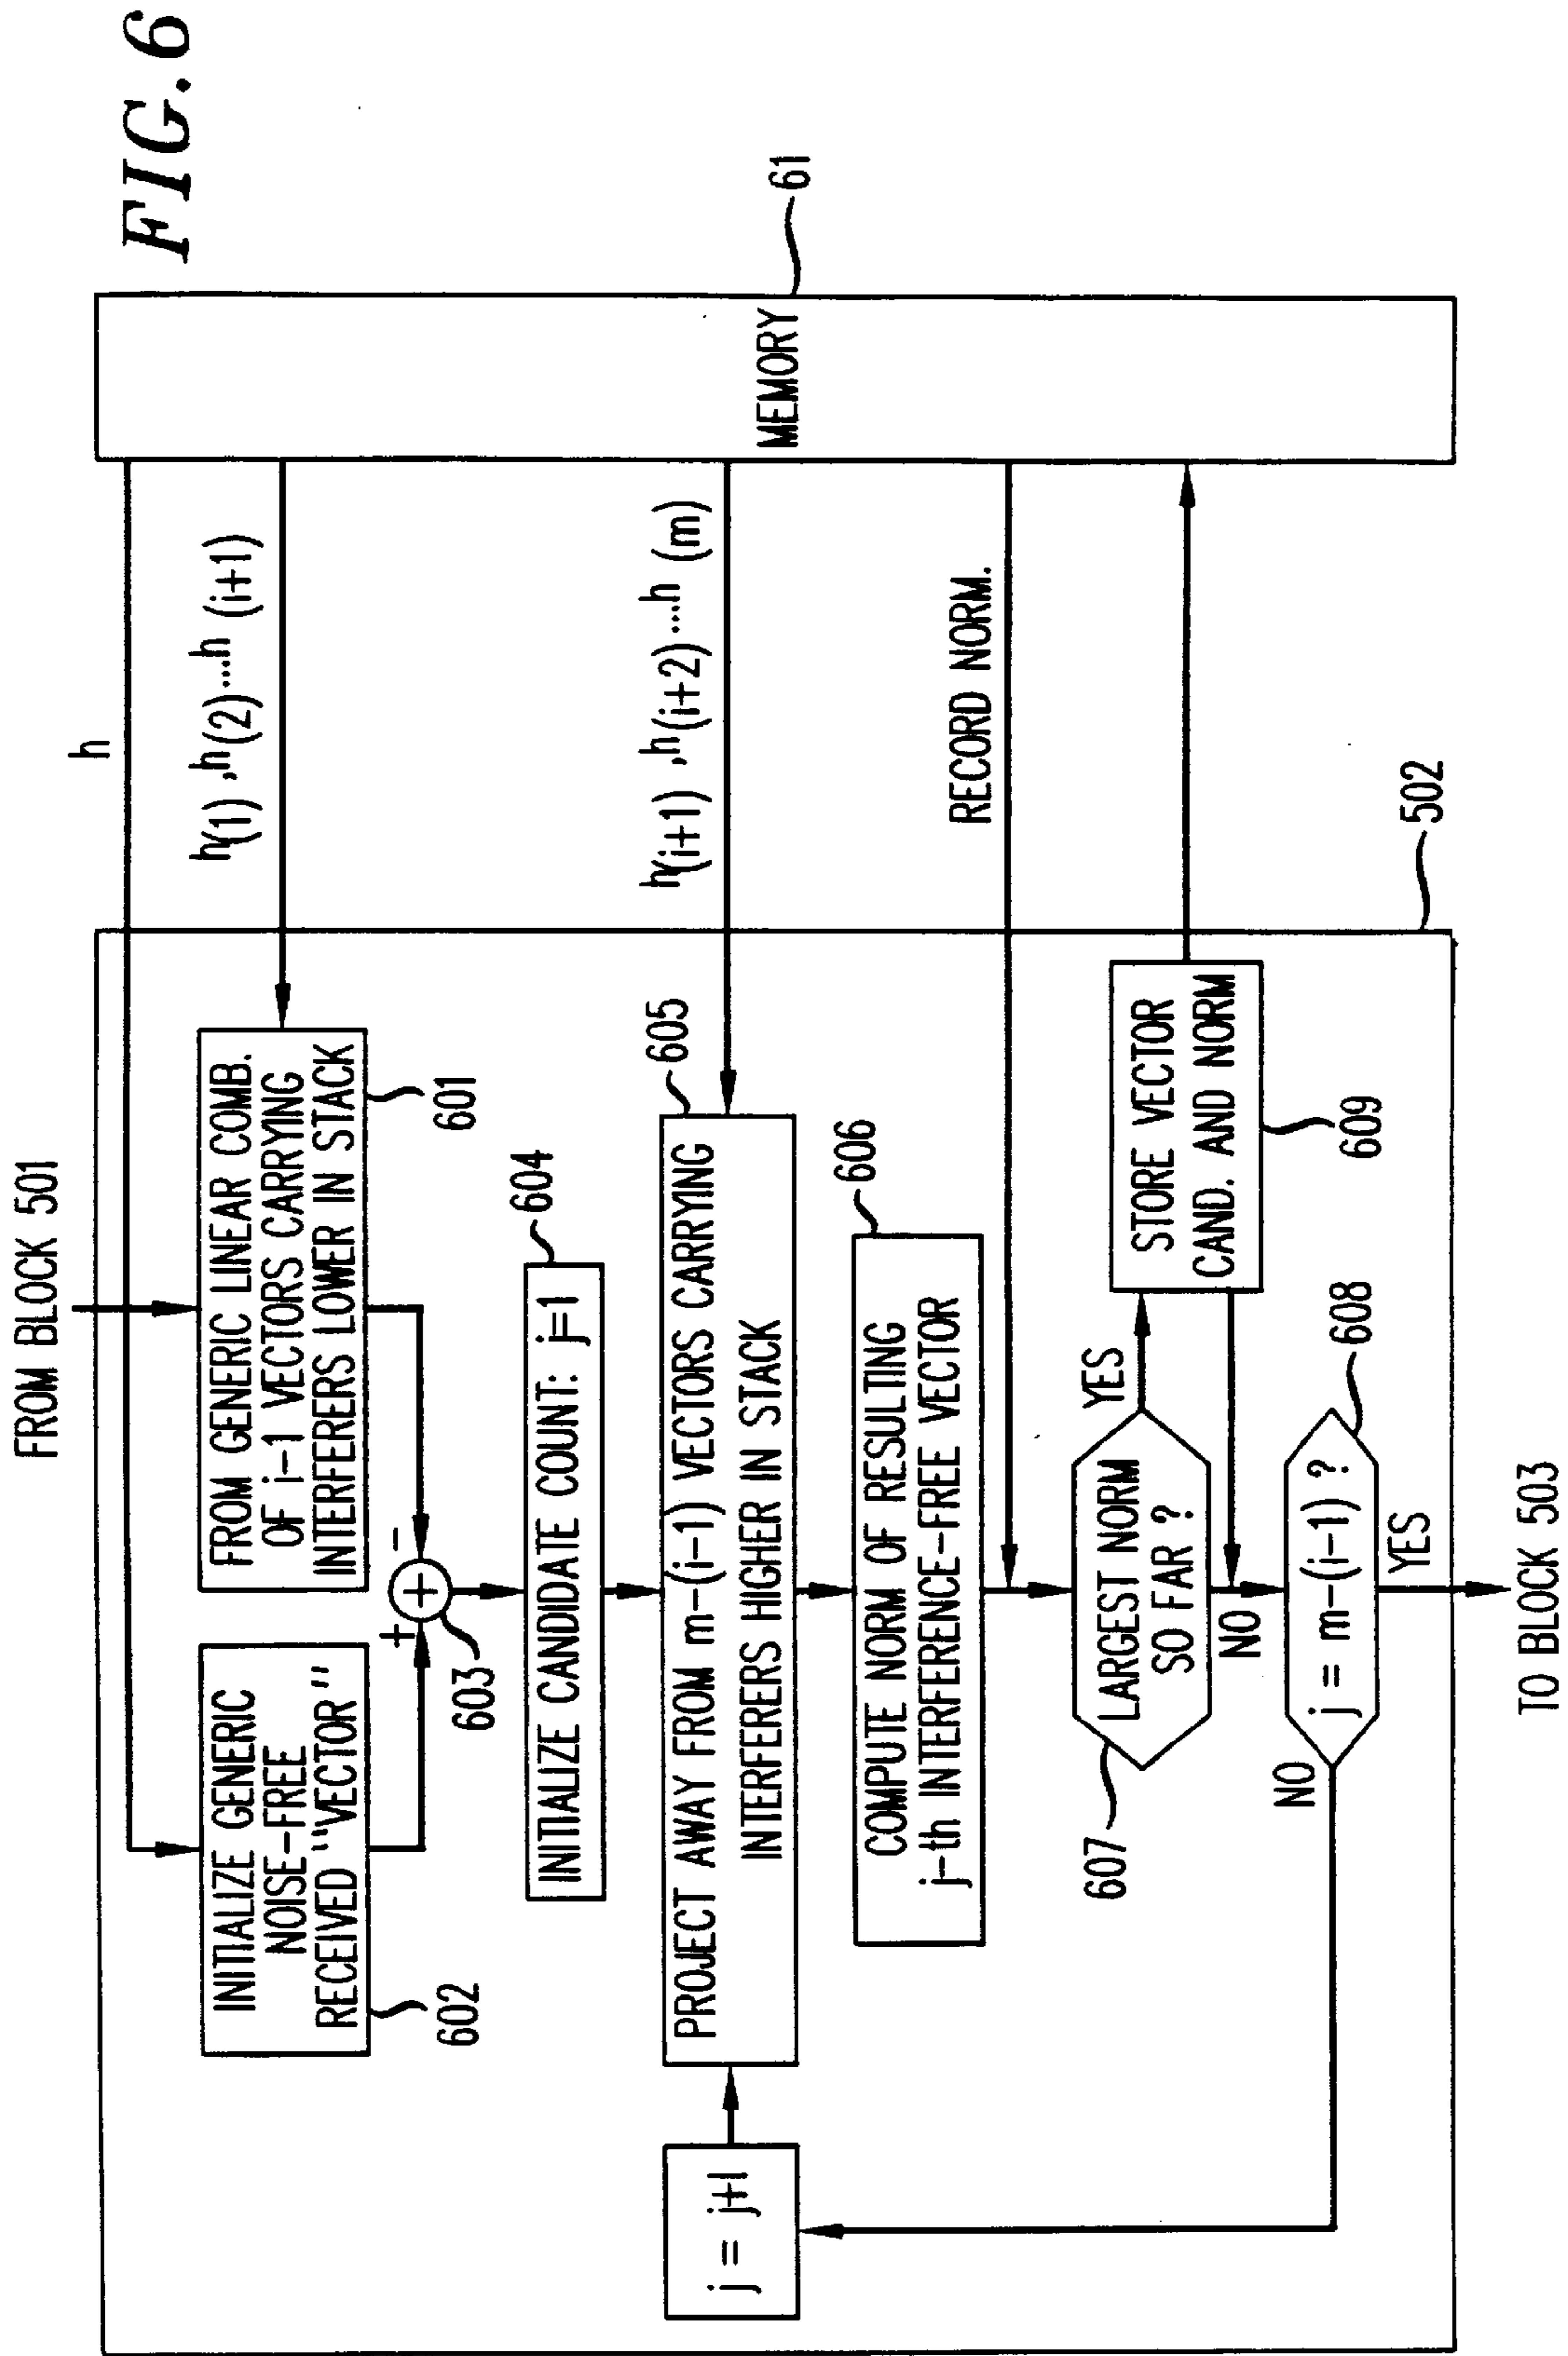 FIG. 6
FROM BLOCK 501
h
INITIALIZE GENERIC
NOISE-FREE
RECEIVED "VECTOR"
602
FROM GENERIC LINEAR COMB.
OF i-1 VECTORS CARRYING
INTERFERERS LOWER IN STACK
601
h(1) ,h(2)....h (i+1)
+
-
+
603
INITIALIZE CANDIDATE COUNT: j=1
604
j = j+1
PROJECT AWAY FROM m-(i-1) VECTORS CARRYING
INTERFERERS HIGHER IN STACK
605
h(i+1) ,h(i+2)....h (m)
MEMORY
61
COMPUTE NORM OF RESULTING
j-th INTERFERENCE-FREE VECTOR
606
RECORD NORM.
LARGEST NORM
SO FAR ?
607
YES
NO
STORE VECTOR
CAND. AND NORM
609
j = m-(i-1) ?
608
NO
YES
502
TO BLOCK 503